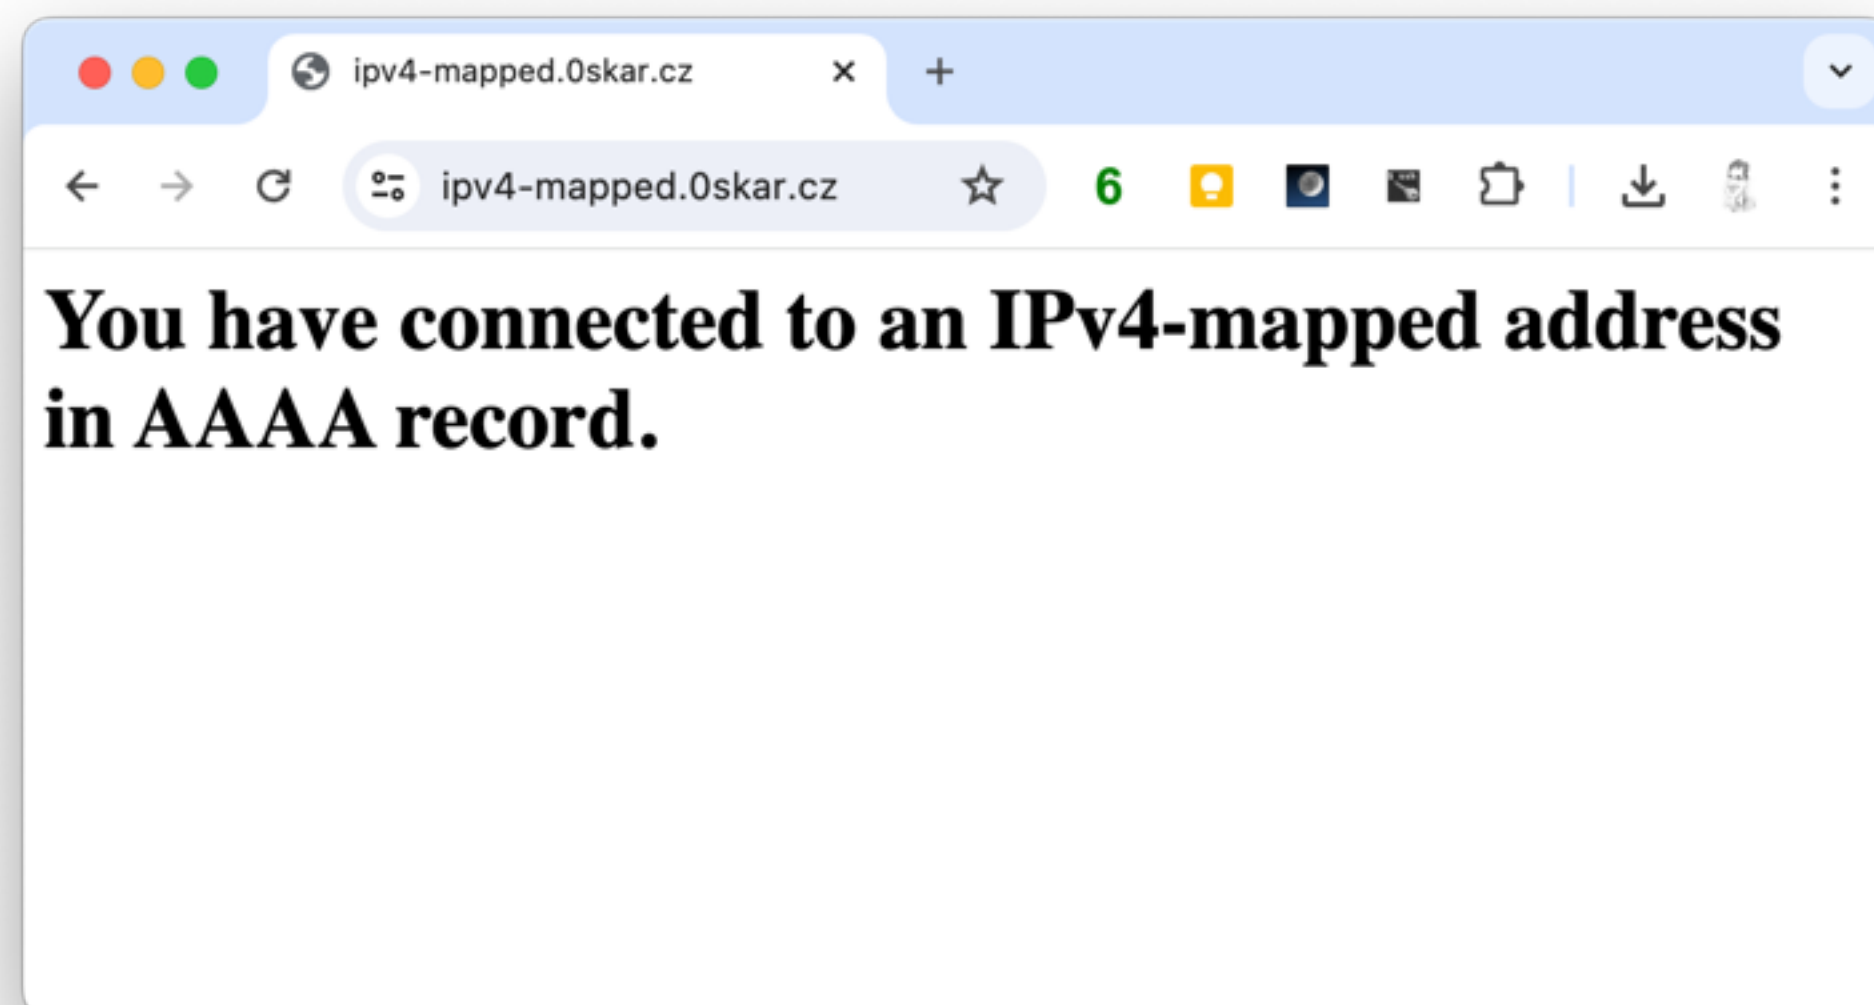 ipv4-mapped.0skar.cz
ipv4-mapped.0skar.cz 6
You have connected to an IPv4-mapped address
in AAAA record.